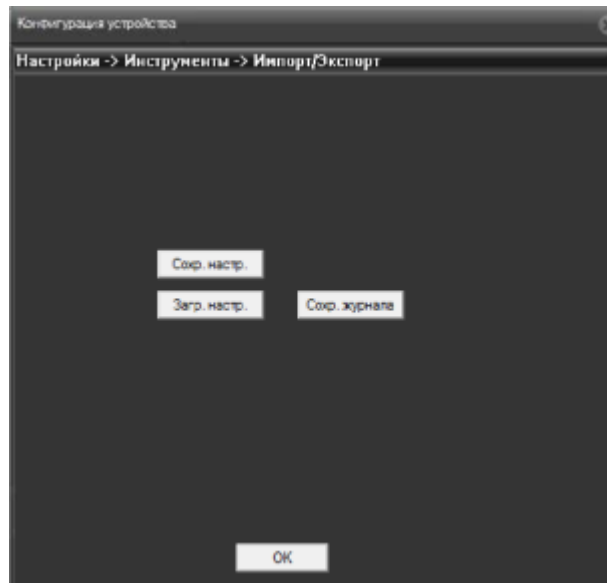 Конфигурация устройства
Настройки -> Инструменты -> Импорт/Экспорт
Сохр. настр.
Загр. настр. Сохр. журнала
OK